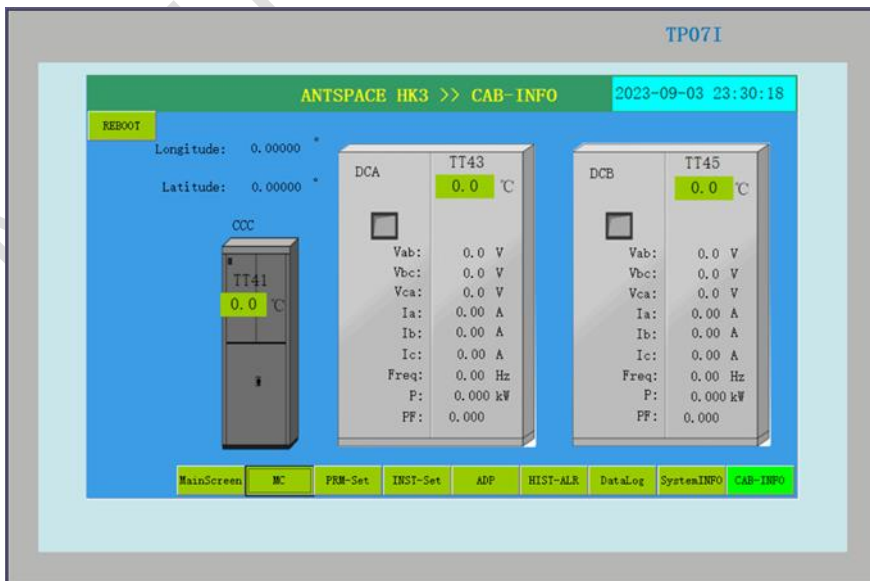 TP07I
ANTSPACE HK3 >> CAB-INFO
2023-09-03 23:30:18
REBOOT
Longitude: 0.00000 °
Latitude: 0.00000 °
CCC
TT41
0.0 ℃
DCA
TT43
0.0 ℃
Vab: 0.0 V
Vbc: 0.0 V
Vca: 0.0 V
Ia: 0.00 A
Ib: 0.00 A
Ic: 0.00 A
Freq: 0.00 Hz
P: 0.000 kW
PF: 0.000
DCB
TT45
0.0 ℃
Vab: 0.0 V
Vbc: 0.0 V
Vca: 0.0 V
Ia: 0.00 A
Ib: 0.00 A
Ic: 0.00 A
Freq: 0.00 Hz
P: 0.000 kW
PF: 0.000
MainScreen MC PRM-Set INST-Set ADP HIST-ALR DataLog SystemINFO CAB-INFO